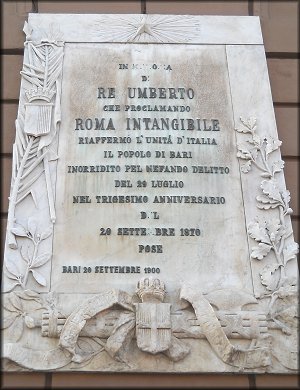 IN M  O  A
D
RE UMBERTO
CHE PROCLAMANDO
ROMA INTANGIBILE
RIAFFERMÒ L'UNITÀ D'ITALIA
IL POPOLO DI BARI
INORRIDITO PEL NEFANDO DELITTO
DEL 29 LUGLIO
NEL TRIGESIMO ANNIVERSARIO
D L
20 SETTEMBRE 1870
POSE
BARI 20 SETTEMBRE 1900